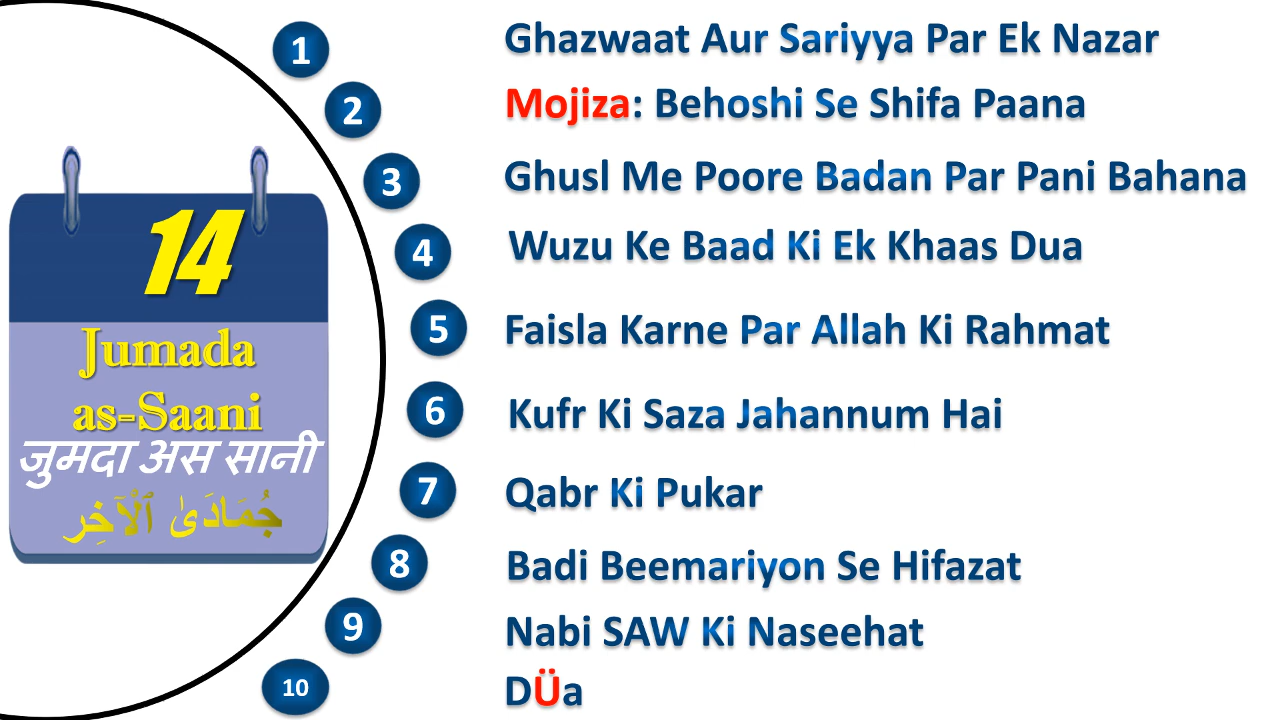 14
Jumada
as-Saani
जुमदा अस सानी
جُمَادَىٰ ٱلْآخِر
1 Ghazwaat Aur Sariyya Par Ek Nazar
2 Mojiza: Behoshi Se Shifa Paana
3 Ghusl Me Poore Badan Par Pani Bahana
4 Wuzu Ke Baad Ki Ek Khaas Dua
5 Faisla Karne Par Allah Ki Rahmat
6 Kufr Ki Saza Jahannum Hai
7 Qabr Ki Pukar
8 Badi Beemariyon Se Hifazat
9 Nabi SAW Ki Naseehat
10 DÜa